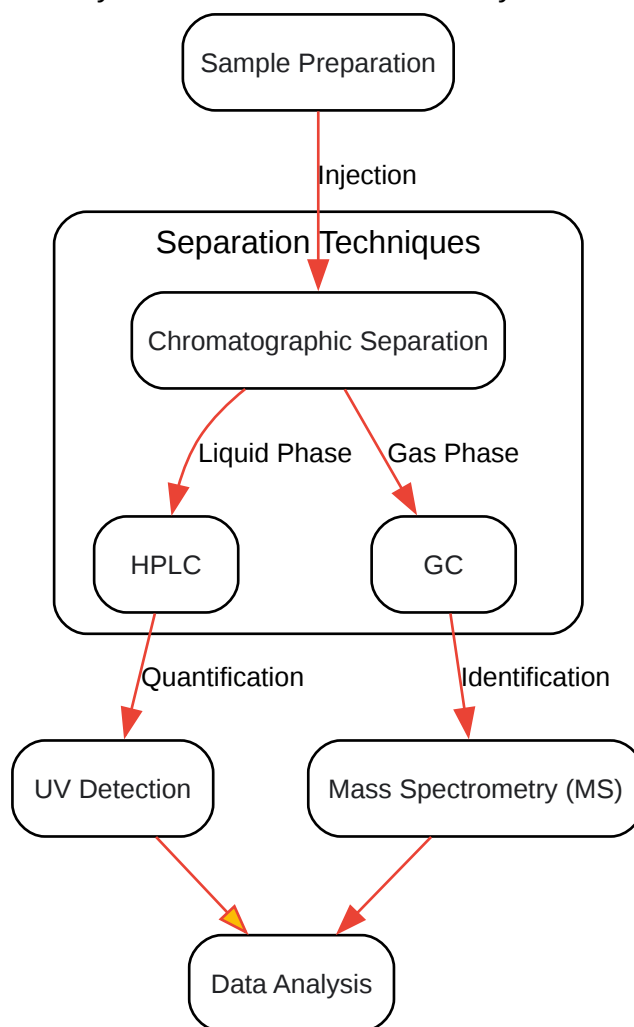 Sample Preparation
Injection
Separation Techniques
Chromatographic Separation
Liquid Phase
Gas Phase
HPLC
GC
Quantification
Identification
UV Detection
Mass Spectrometry (MS)
Data Analysis